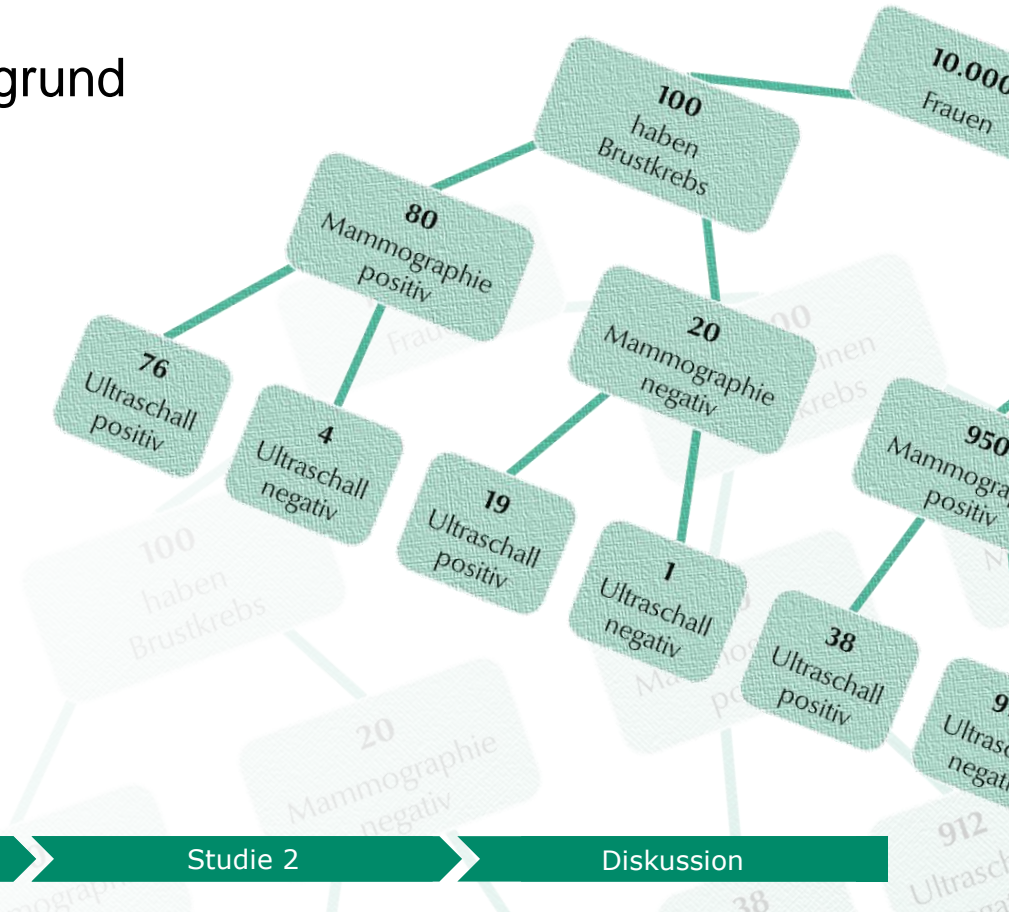 grund
10.000
Frauen
100
haben
Brustkrebs
80
Mammographie
positiv
20
Mammographie
negativ
76
Ultraschall
positiv
4
Ultraschall
negativ
19
Ultraschall
positiv
1
Ultraschall
negativ
950
positiv
38
Ultraschall
positiv
100
haben
Brustkrebs
20
Mammographie
negativ
912
38
Studie 2
Diskussion